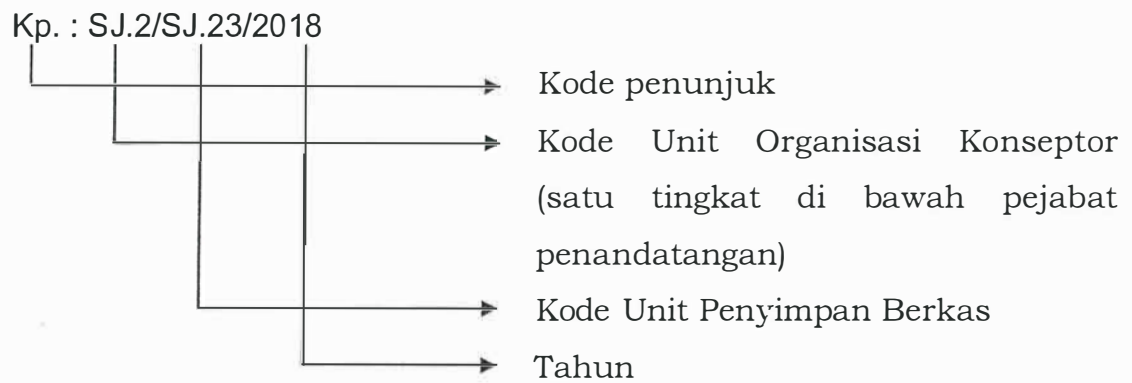 Kp. : SJ.2/SJ.23/2018
Kode penunjuk
Kode Unit Organisasi Konseptor
(satu tingkat di bawah pejabat
penandatangan)
Kode Unit Penyimpan Berkas
Tahun